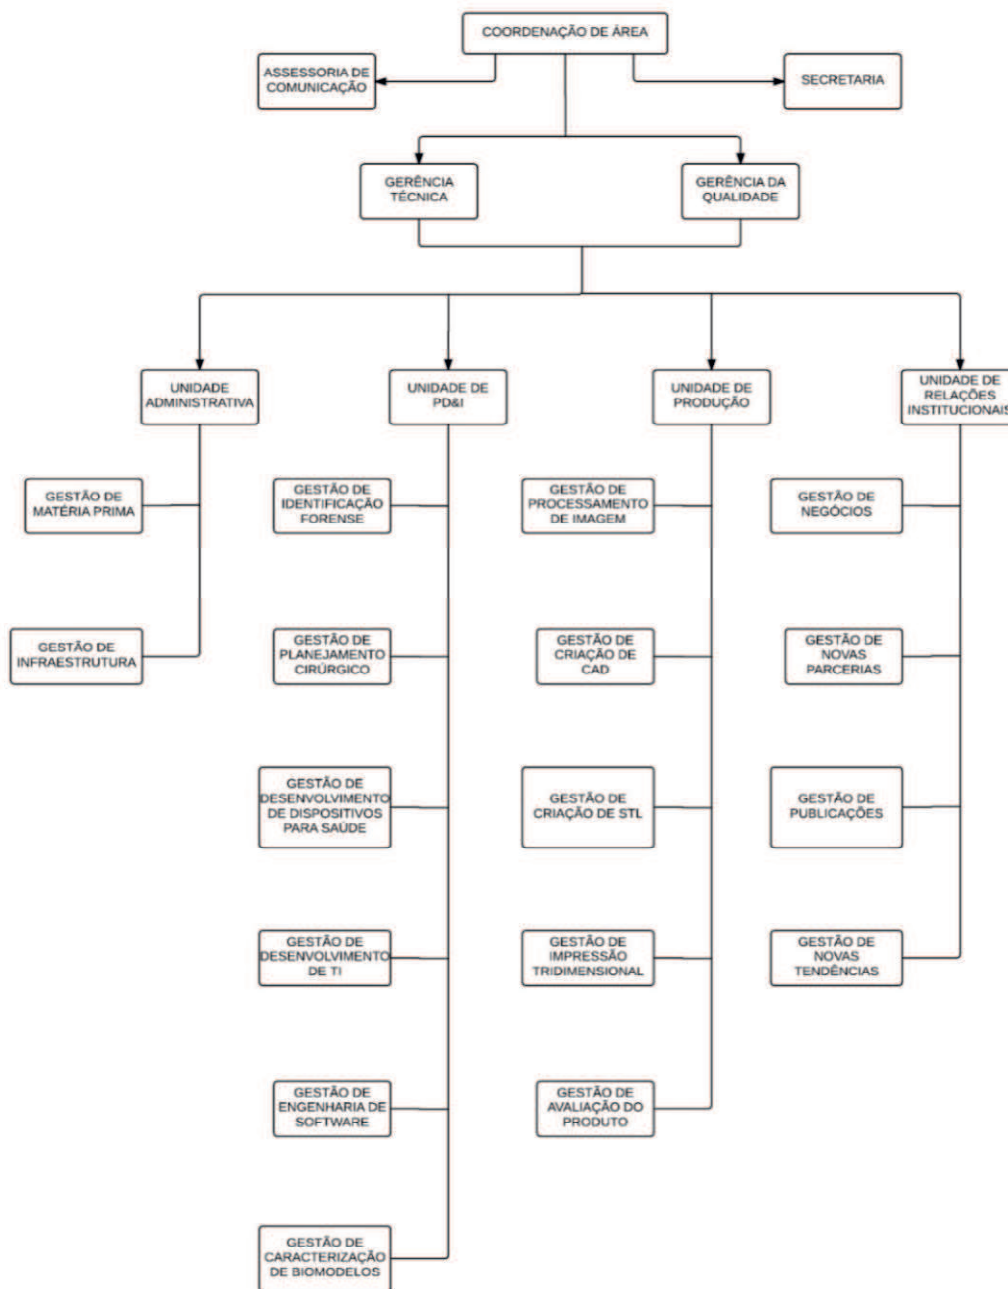 COORDENAÇÃO DE ÁREA
ASSESSORIA DE
COMUNICAÇÃO
SECRETARIA
GERÊNCIA
TÉCNICA
GERÊNCIA DA
QUALIDADE
UNIDADE
ADMINISTRATIVA
UNIDADE DE
PD&I
UNIDADE DE
PRODUÇÃO
UNIDADE DE
RELAÇÕES
INSTITUCIONAIS
GESTÃO DE
MATÉRIA PRIMA
GESTÃO DE
IDENTIFICAÇÃO
FORENSE
GESTÃO DE
PROCESSAMENTO
DE IMAGEM
GESTÃO DE
NEGÓCIOS
GESTÃO DE
INFRAESTRUTURA
GESTÃO DE
PLANEJAMENTO
CIRÚRGICO
GESTÃO DE
CRIAÇÃO DE
CAD
GESTÃO DE
NOVAS
PARCERIAS
GESTÃO DE
DESENVOLVIMENTO
DE DISPOSITIVOS
PARA SAÚDE
GESTÃO DE
CRIAÇÃO DE STL
GESTÃO DE
PUBLICAÇÕES
GESTÃO DE
DESENVOLVIMENTO
DE TI
GESTÃO DE
IMPRESSÃO
TRIDIMENSIONAL
GESTÃO DE
NOVAS
TENDÊNCIAS
GESTÃO DE
ENGENHARIA DE
SOFTWARE
GESTÃO DE
AVALIAÇÃO DO
PRODUTO
GESTÃO DE
CARACTERIZAÇÃO
DE BIOMODELOS